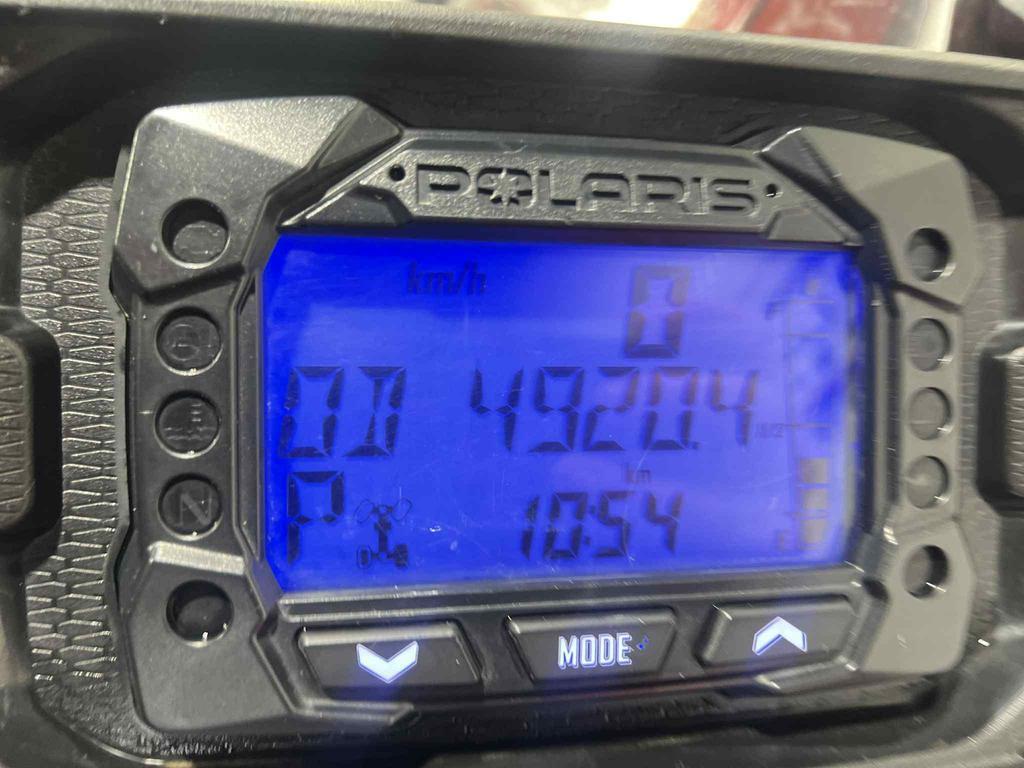 POLARIS
km/h
0
OD 4920.4
km
P 10:54
N
MODE